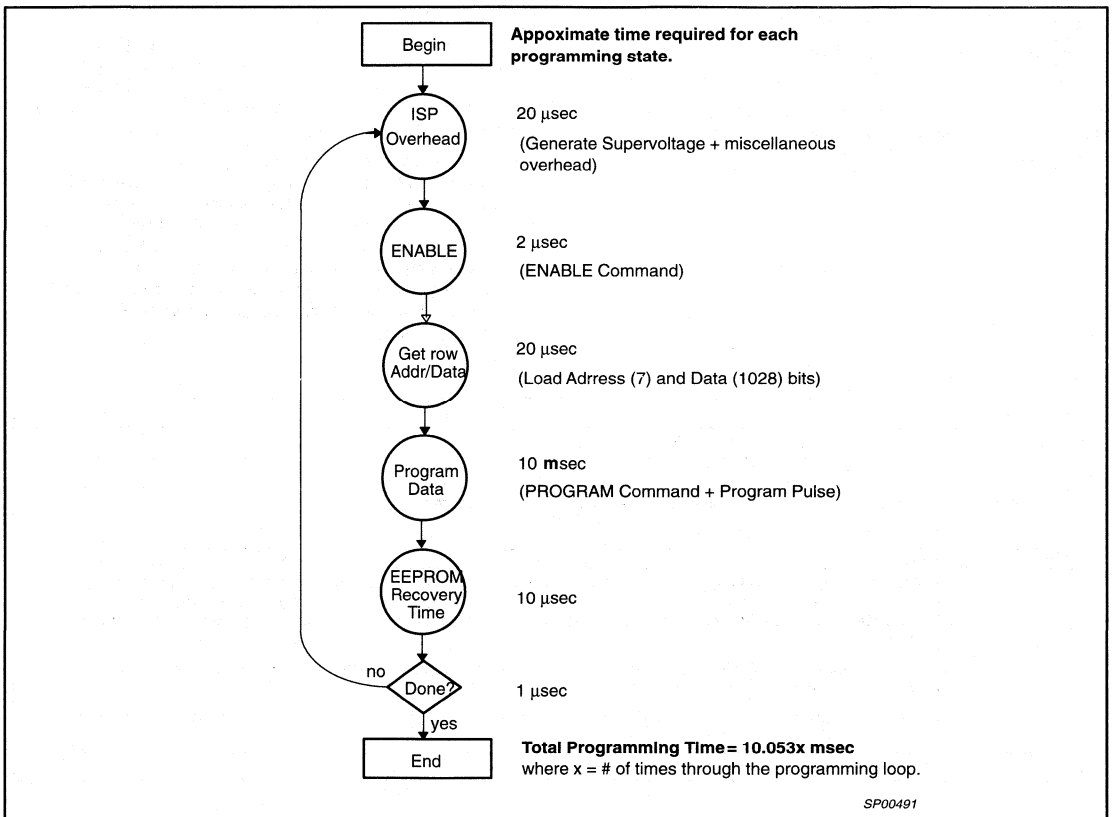 Begin
Appoximate time required for each
programming state.
ISP
Overhead
20 μsec
(Generate Supervoltage + miscellaneous
overhead)
ENABLE
2 μsec
(ENABLE Command)
Get row
Addr/Data
20 μsec
(Load Adrress (7) and Data (1028) bits)
Program
Data
10 msec
(PROGRAM Command + Program Pulse)
EEPROM
Recovery
Time
10 μsec
no
Done?
1 μsec
yes
End
Total Programming Time = 10.053x msec
where x = # of times through the programming loop.
SP00491